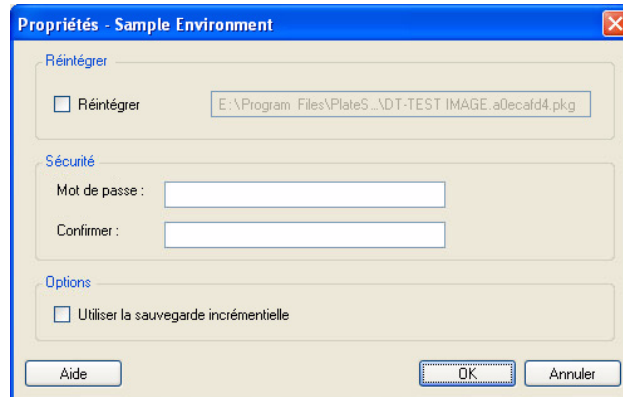 Propriétés - Sample Environment
Réintégrer
Réintégrer E:\Program Files\PlateS...\DT-TEST IMAGE.a0ecafd4.pkg
Sécurité
Mot de passe :
Confirmer :
Options
Utiliser la sauvegarde incrémentielle
Aide OK Annuler